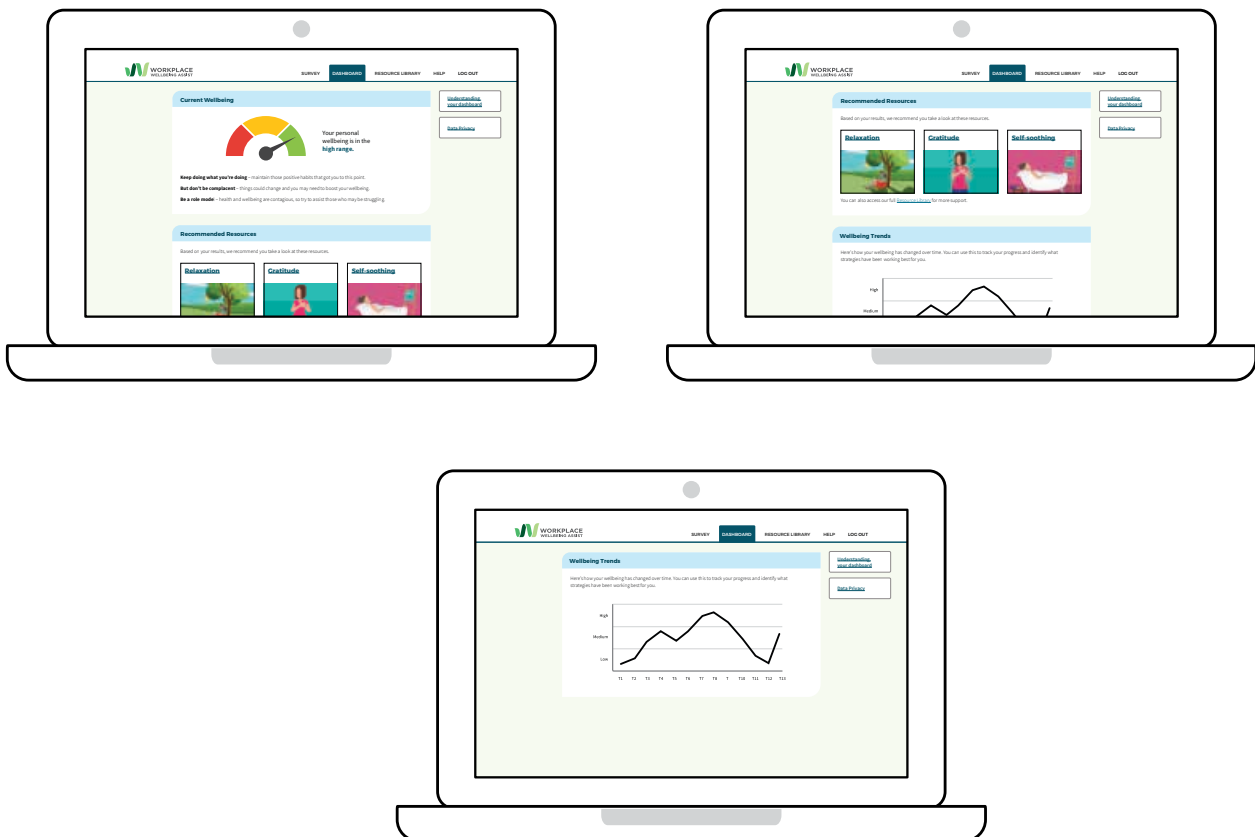 WORKPLACE
WELLBEING ASSIST
SURVEY DASHBOARD RESOURCE LIBRARY HELP LOG OUT
Current Wellbeing
Your personal
wellbeing is in the
high range.
Keep doing what you're doing – maintain those positive habits that got you to this point.
But don't be complacent – things could change and you may need to boost your wellbeing.
Be a role model – health and wellbeing are contagious, so try to assist those who may be struggling.
Recommended Resources
Based on your results, we recommend you take a look at these resources.
Relaxation Gratitude Self-soothing
Understanding
your dashboard
Data Privacy
WORKPLACE
WELLBEING ASSIST
SURVEY DASHBOARD RESOURCE LIBRARY HELP LOG OUT
Recommended Resources
Based on your results, we recommend you take a look at these resources.
Relaxation Gratitude Self-soothing
You can also access our full Resource Library for more support.
Wellbeing Trends
Here's how your wellbeing has changed over time. You can use this to track your progress and identify what
strategies have been working best for you.
High
Medium
Understanding
your dashboard
Data Privacy
WORKPLACE
WELLBEING ASSIST
SURVEY DASHBOARD RESOURCE LIBRARY HELP LOG OUT
Wellbeing Trends
Here's how your wellbeing has changed over time. You can use this to track your progress and identify what
strategies have been working best for you.
High
Medium
Low
T1 T2 T3 T4 T5 T6 T7 T8 T T10 T11 T12 T13
Understanding
your dashboard
Data Privacy